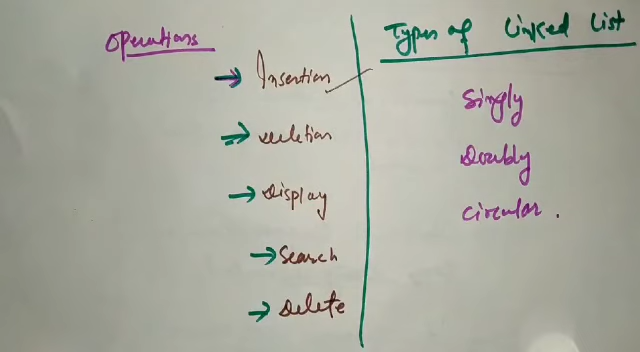 Operations
Insertion
Deletion
Display
Search
Delete
Types of Linked List
Singly
Doubly
Circular.